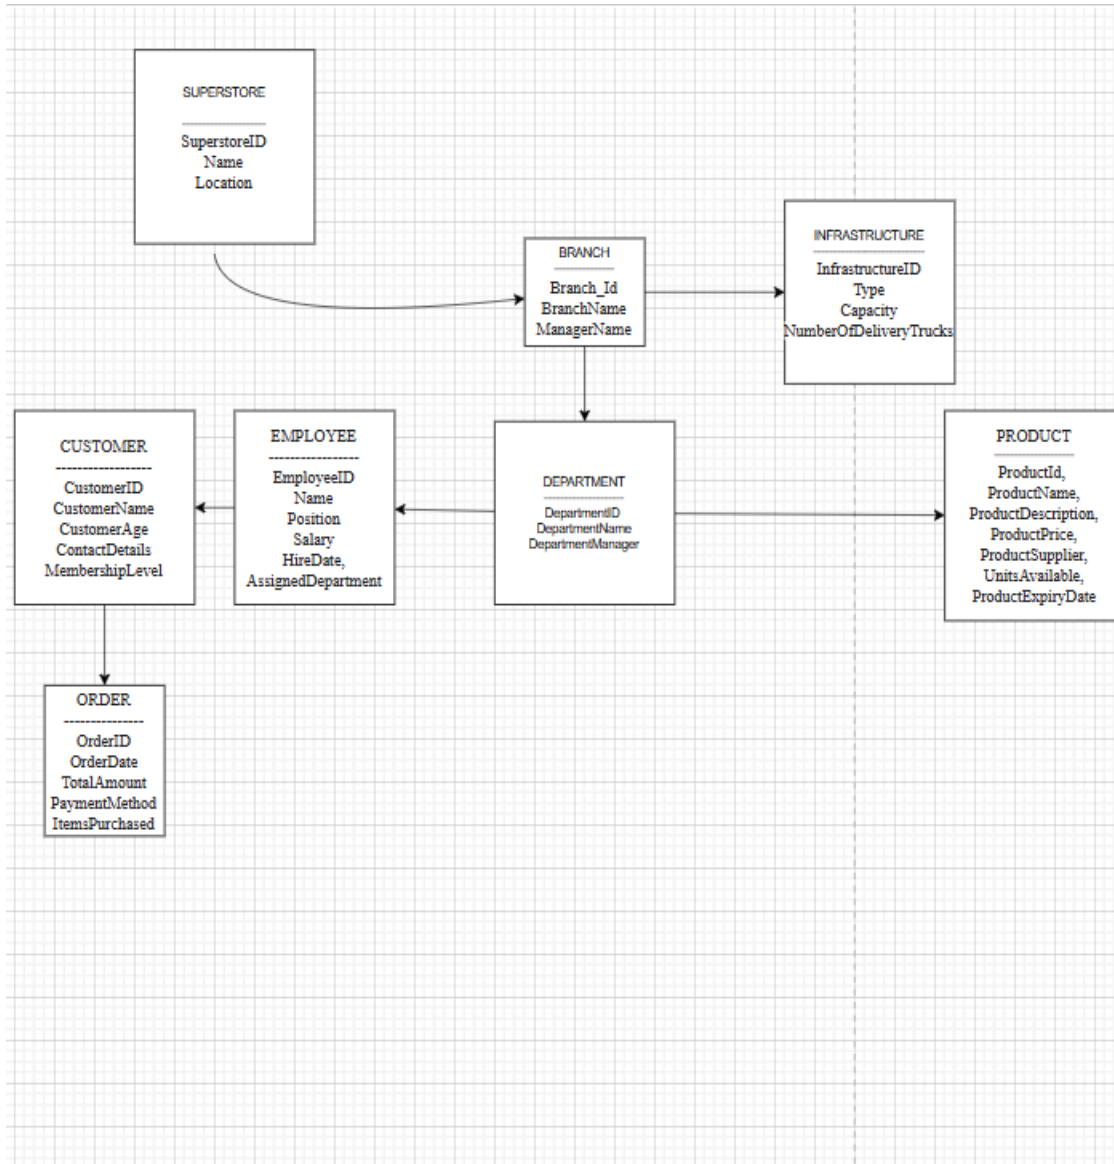 SUPERSTORE
--------------------
SuperstoreID
Name
Location
BRANCH
--------------------
Branch_Id
BranchName
ManagerName
INFRASTRUCTURE
--------------------
InfrastructureID
Type
Capacity
NumberOfDeliveryTrucks
CUSTOMER
-------------------
CustomerID
CustomerName
CustomerAge
ContactDetails
MembershipLevel
EMPLOYEE
------------------
EmployeeID
Name
Position
Salary
HireDate,
AssignedDepartment
DEPARTMENT
--------------------
DepartmentID
DepartmentName
DepartmentManager
PRODUCT
--------------------
ProductId,
ProductName,
ProductDescription,
ProductPrice,
ProductSupplier,
UnitsAvailable,
ProductExpiryDate
ORDER
----------------
OrderID
OrderDate
TotalAmount
PaymentMethod
ItemsPurchased